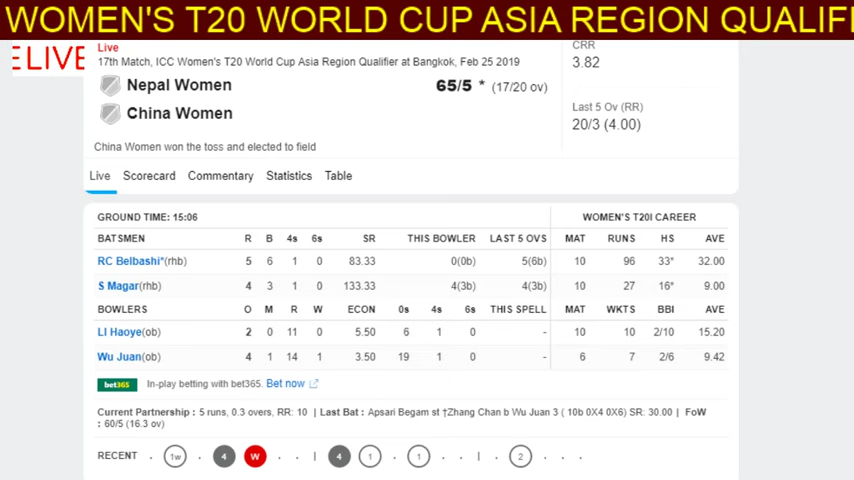 WOMEN'S T20 WORLD CUP ASIA REGION QUALIFI
LIVE
Live
17th Match, ICC Women's T20 World Cup Asia Region Qualifier at Bangkok, Feb 25 2019
CRR
3.82
Nepal Women 65/5 * (17/20 ov)
China Women
Last 5 Ov (RR)
20/3 (4.00)
China Women won the toss and elected to field
Live Scorecard Commentary Statistics Table
GROUND TIME: 15:06 WOMEN'S T20I CAREER
BATSMEN R B 4s 6s SR THIS BOWLER LAST 5 OVS MAT RUNS HS AVE
RC Belbashi*(rhb) 5 6 1 0 83.33 0(0b) 5(6b) 10 96 33* 32.00
S Magar(rhb) 4 3 1 0 133.33 4(3b) 4(3b) 10 27 16* 9.00
BOWLERS O M R W ECON 0s 4s 6s THIS SPELL MAT WKTS BBI AVE
LI Haoye(ob) 2 0 11 0 5.50 6 1 0 - 10 10 2/10 15.20
Wu Juan(ob) 4 1 14 1 3.50 19 1 0 - 6 7 2/6 9.42
bet365 In-play betting with bet365. Bet now
Current Partnership : 5 runs, 0.3 overs, RR: 10 | Last Bat : Apsari Begam st †Zhang Chan b Wu Juan 3 ( 10b 0X4 0X6) SR: 30.00 | FoW
: 60/5 (16.3 ov)
RECENT . 1w . 4 W . . | 4 1 . 1 . . | . 2 . . .